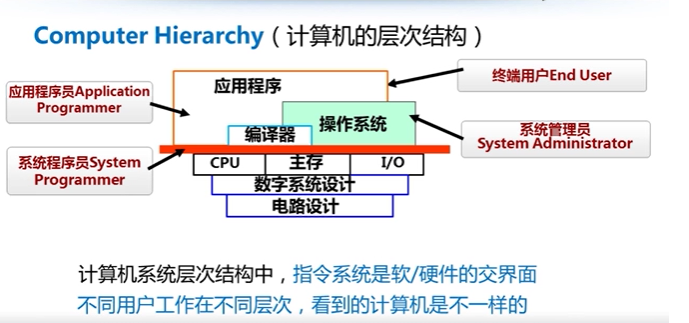 Computer Hierarchy（计算机的层次结构）
应用程序员Application
Programmer
应用程序
终端用户End User
操作系统
编译器
系统管理员
System Administrator
系统程序员System
Programmer
CPU
主存
I/O
数字系统设计
电路设计
计算机系统层次结构中，指令系统是软/硬件的交界面
不同用户工作在不同层次，看到的计算机是不一样的